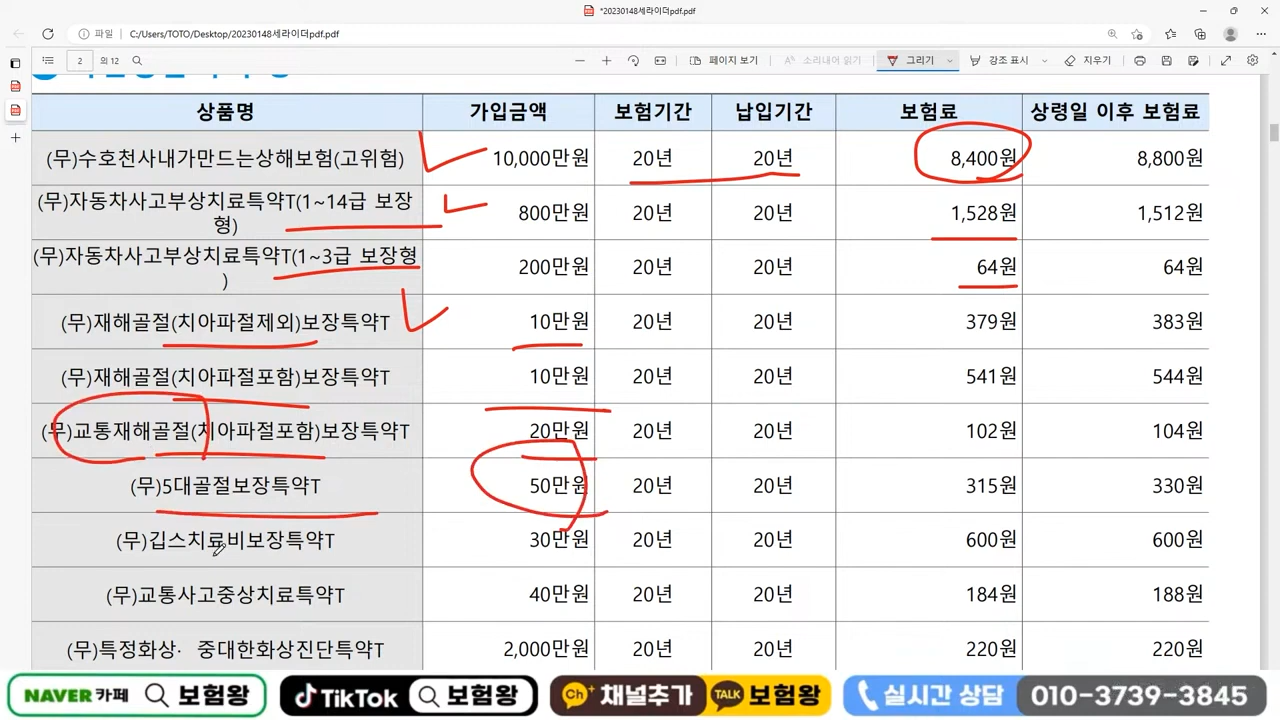 *20230148세라이더pdf.pdf
파일 C:/Users/TOTO/Desktop/20230148세라이더pdf.pdf
2 의 12 페이지 보기 소리내어 읽기 그리기 강조 표시 지우기
상품명 가입금액 보험기간 납입기간 보험료 상령일 이후 보험료
(무)수호천사내가만드는상해보험(고위험) 10,000만원 20년 20년 8,400원 8,800원
(무)자동차사고부상치료특약T(1~14급 보장
형) 800만원 20년 20년 1,528원 1,512원
(무)자동차사고부상치료특약T(1~3급 보장형
) 200만원 20년 20년 64원 64원
(무)재해골절(치아파절제외)보장특약T 10만원 20년 20년 379원 383원
(무)재해골절(치아파절포함)보장특약T 10만원 20년 20년 541원 544원
(무)교통재해골절(치아파절포함)보장특약T 20만원 20년 20년 102원 104원
(무)5대골절보장특약T 50만원 20년 20년 315원 330원
(무)깁스치료비보장특약T 30만원 20년 20년 600원 600원
(무)교통사고중상치료특약T 40만원 20년 20년 184원 188원
(무)특정화상· 중대한화상진단특약T 2,000만원 20년 20년 220원 220원
NAVER 카페 보험왕 TikTok 보험왕 Ch+ 채널추가 TALK 보험왕 실시간 상담 010-3739-3845